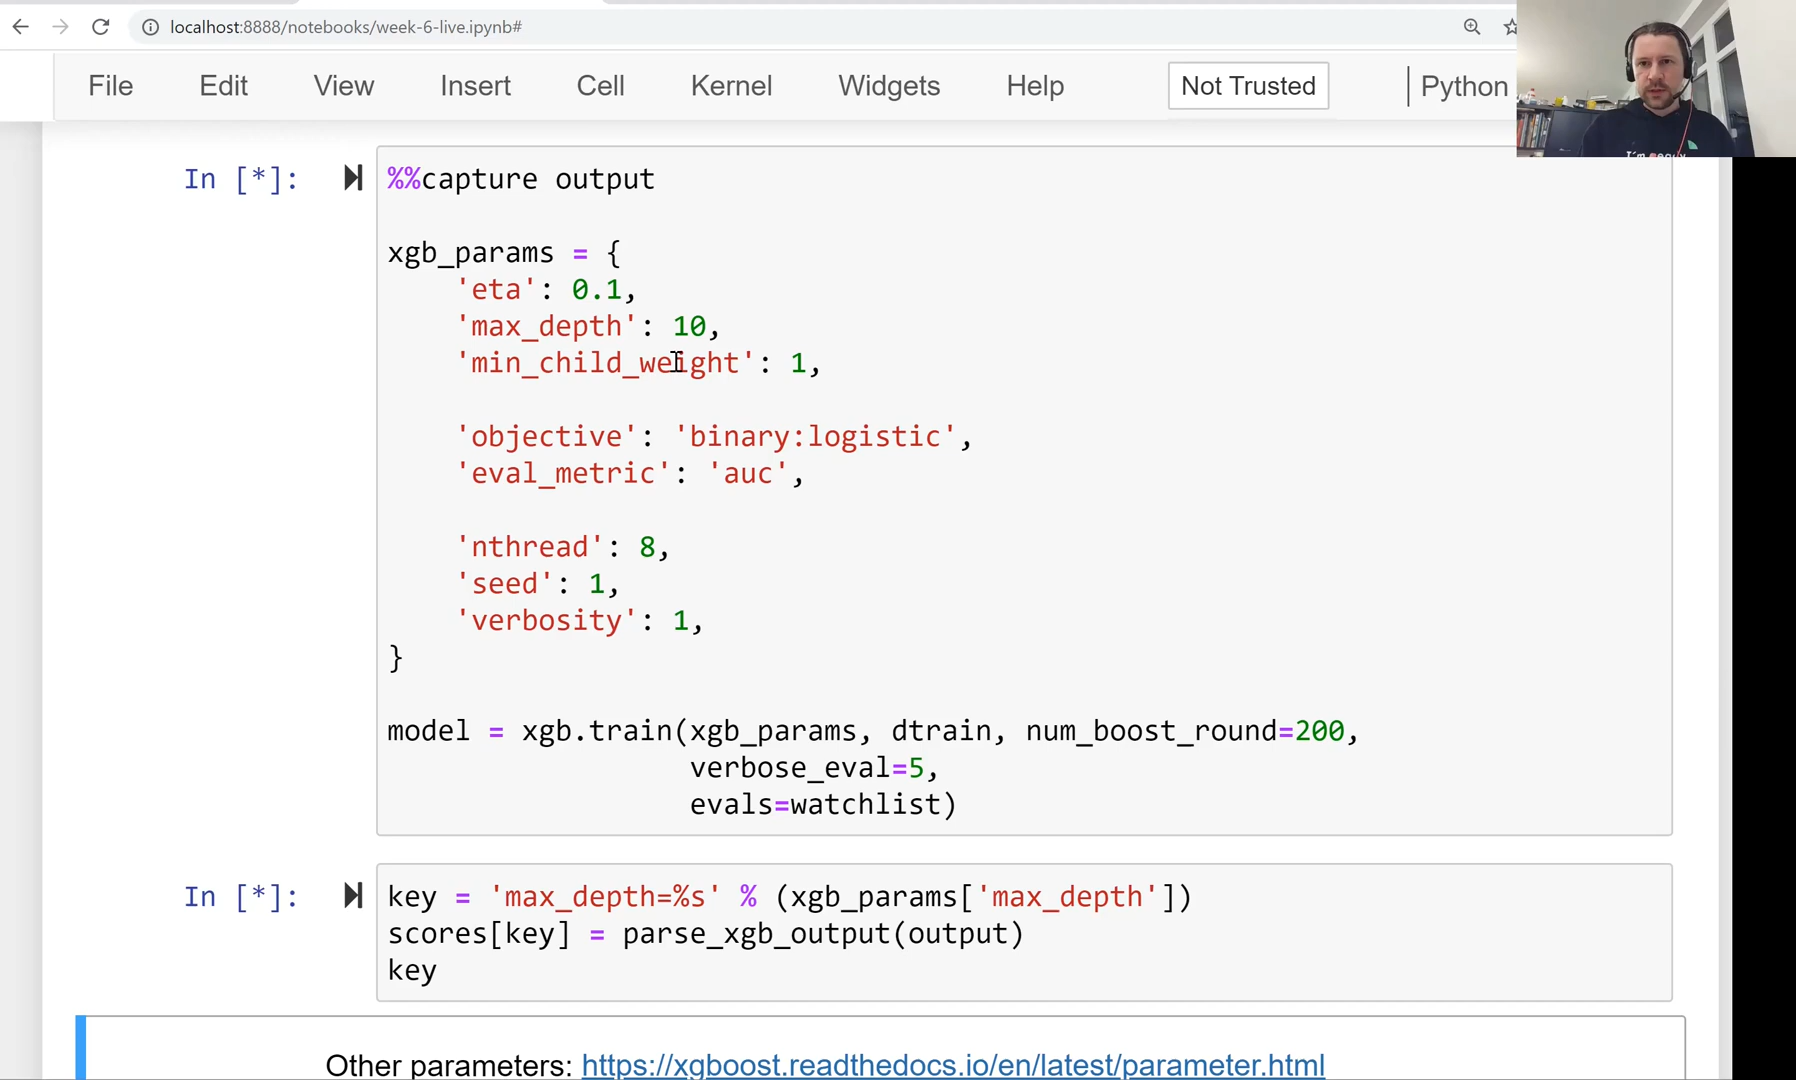 localhost:8888/notebooks/week-6-live.ipynb#
File Edit View Insert Cell Kernel Widgets Help Not Trusted Python
In [*]:
%%capture output
xgb_params = {
'eta': 0.1,
'max_depth': 10,
'min_child_weight': 1,
'objective': 'binary:logistic',
'eval_metric': 'auc',
'nthread': 8,
'seed': 1,
'verbosity': 1,
}
model = xgb.train(xgb_params, dtrain, num_boost_round=200,
verbose_eval=5,
evals=watchlist)
In [*]:
key = 'max_depth=%s' % (xgb_params['max_depth'])
scores[key] = parse_xgb_output(output)
key
Other parameters: https://xgboost.readthedocs.io/en/latest/parameter.html